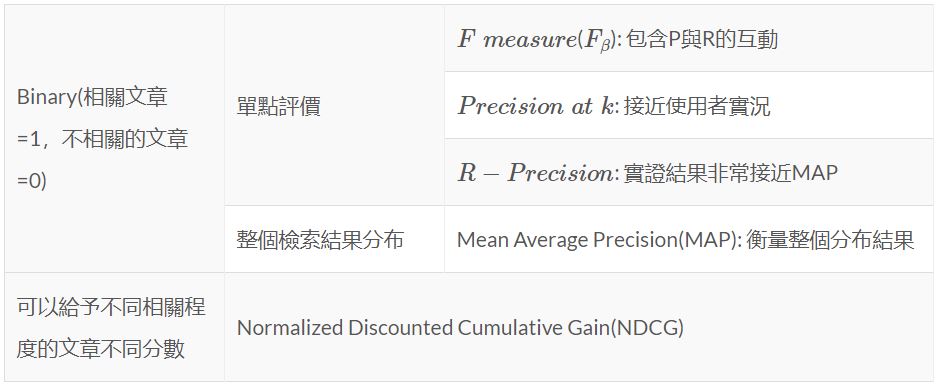 Binary(相關文章
=1，不相關的文章
=0)
單點評價
F measure(Fβ): 包含P與R的互動
Precision at k: 接近使用者實況
R − Precision: 實證結果非常接近MAP
整個檢索結果分布
Mean Average Precision(MAP): 衡量整個分布結果
可以給予不同相關程
度的文章不同分數
Normalized Discounted Cumulative Gain(NDCG)